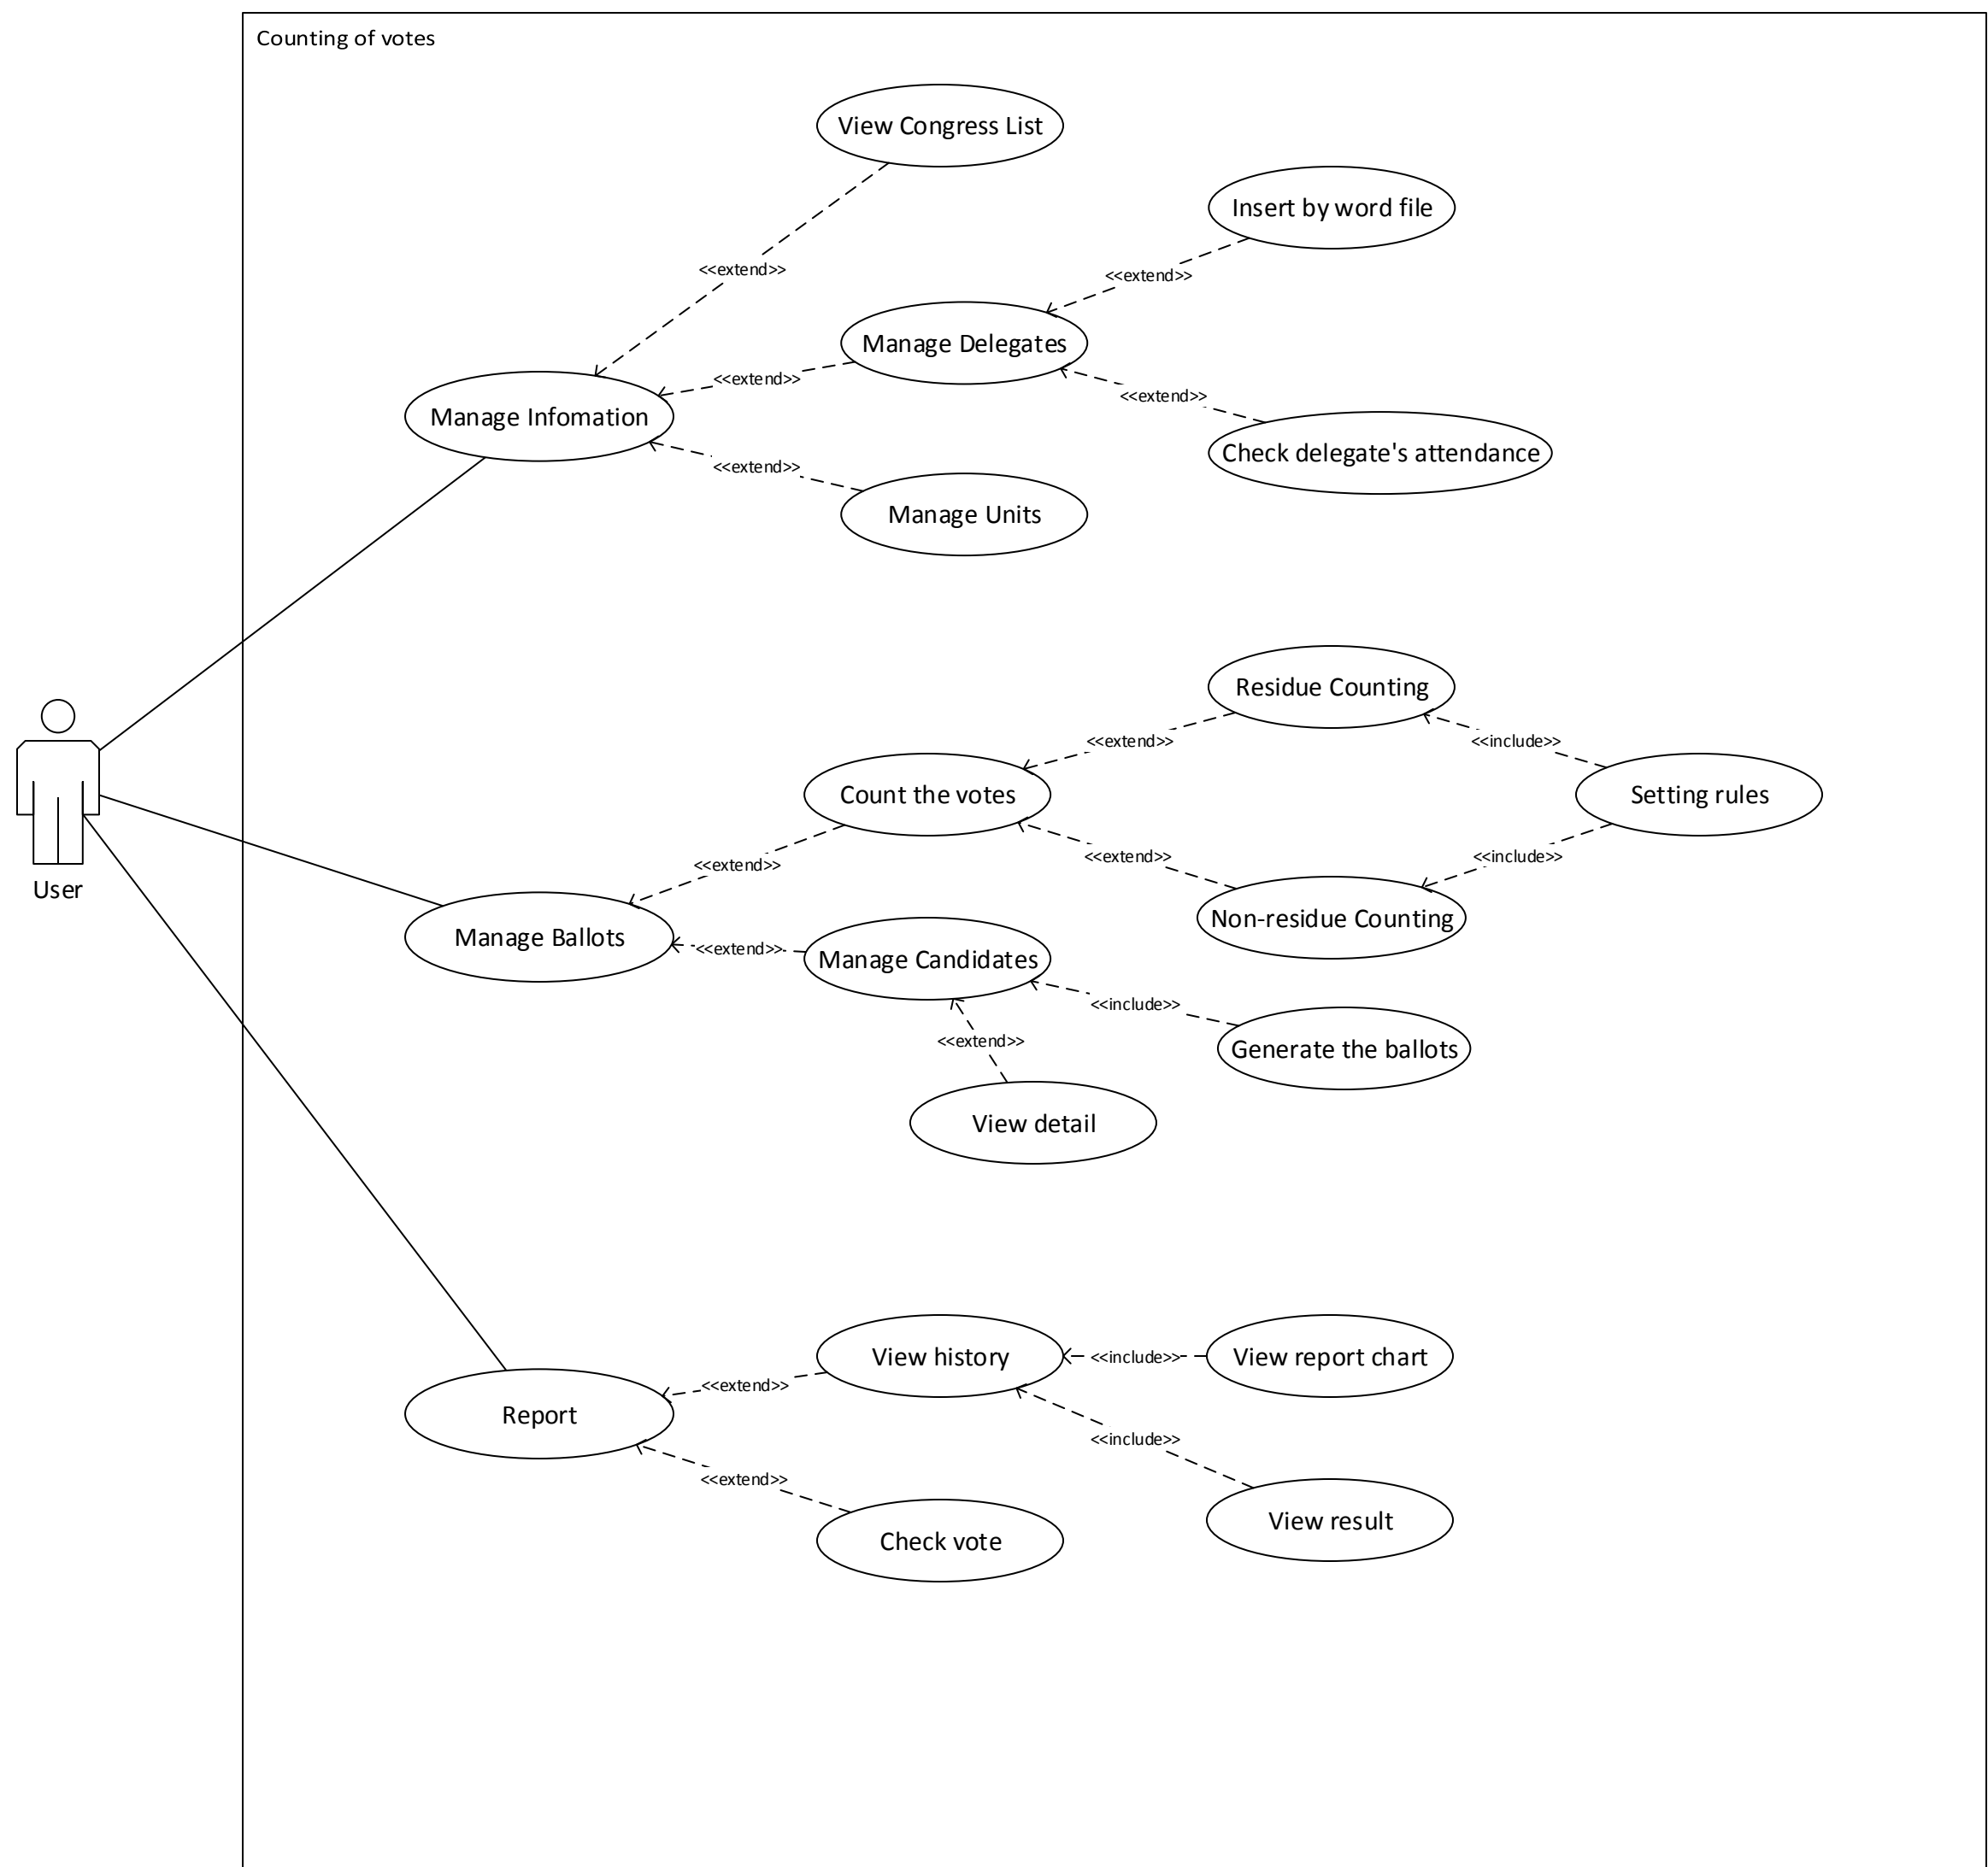 Counting of votes
View Congress List
Insert by word file
<<extend>>
<<extend>>
Manage Delegates
<<extend>>
<<extend>>
Manage Infomation
Check delegate's attendance
<<extend>>
Manage Units
Residue Counting
<<extend>>
<<include>>
Count the votes
Setting rules
<<extend>>
<<include>>
<<extend>>
User
Non-residue Counting
Manage Ballots
<<extend>>
Manage Candidates
<<include>>
<<extend>>
Generate the ballots
View detail
View history
<<include>>
View report chart
<<extend>>
Report
<<include>>
<<extend>>
View result
Check vote